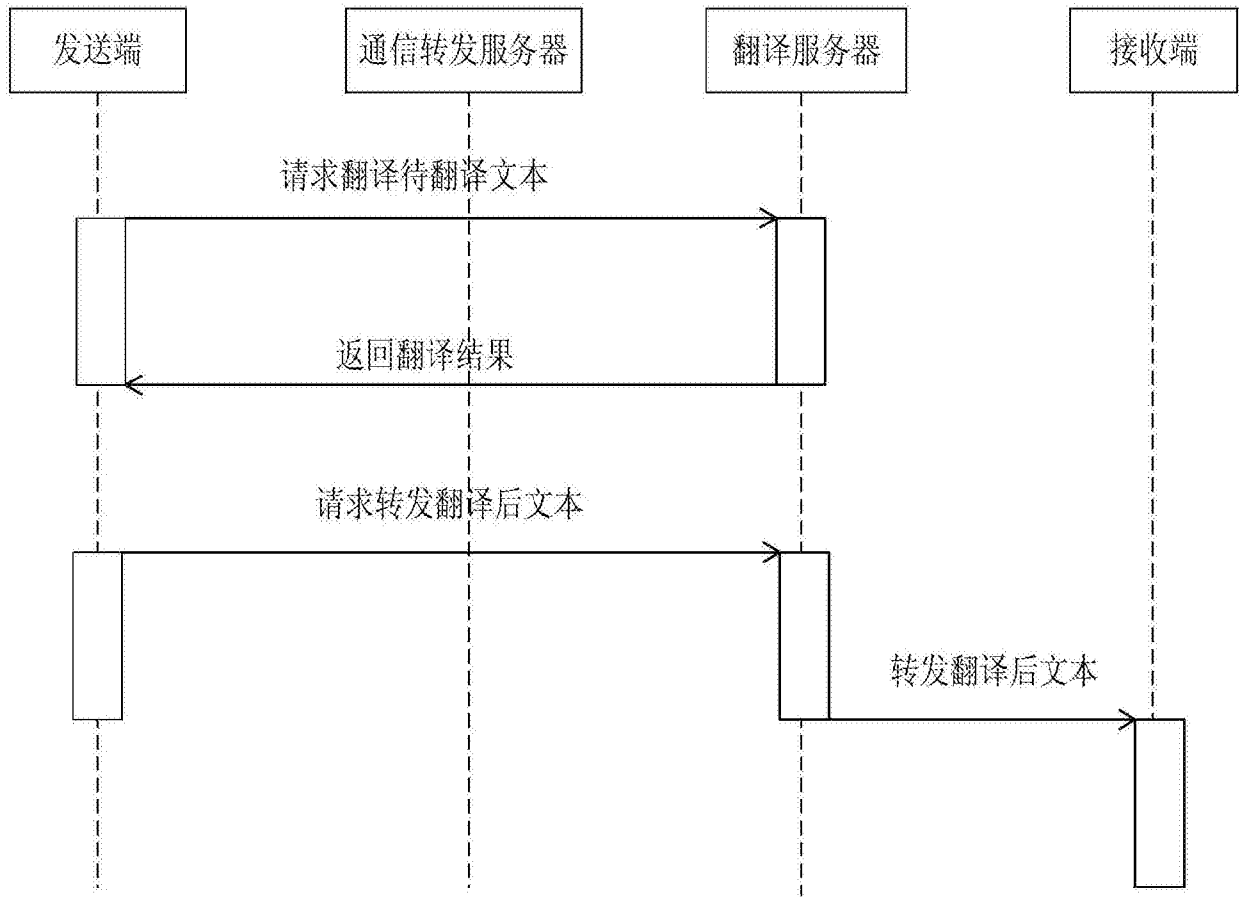 发送端
通信转发服务器
翻译服务器
接收端
请求翻译待翻译文本
返回翻译结果
请求转发翻译后文本
转发翻译后文本